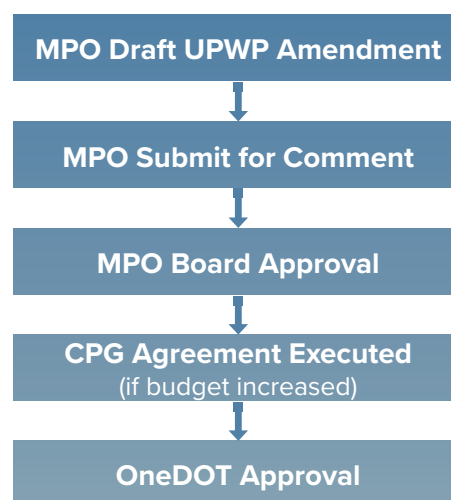 MPO Draft UPWP Amendment
MPO Submit for Comment
MPO Board Approval
CPG Agreement Executed
(if budget increased)
OneDOT Approval